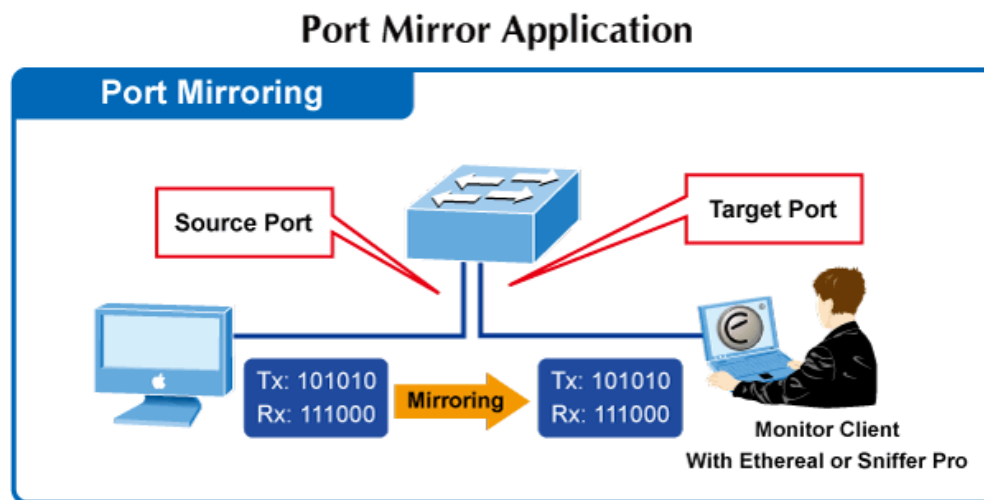 Port Mirror Application
Port Mirroring
Source Port
Target Port
Tx: 101010
Rx: 111000
Mirroring
Tx: 101010
Rx: 111000
Monitor Client
With Ethereal or Sniffer Pro